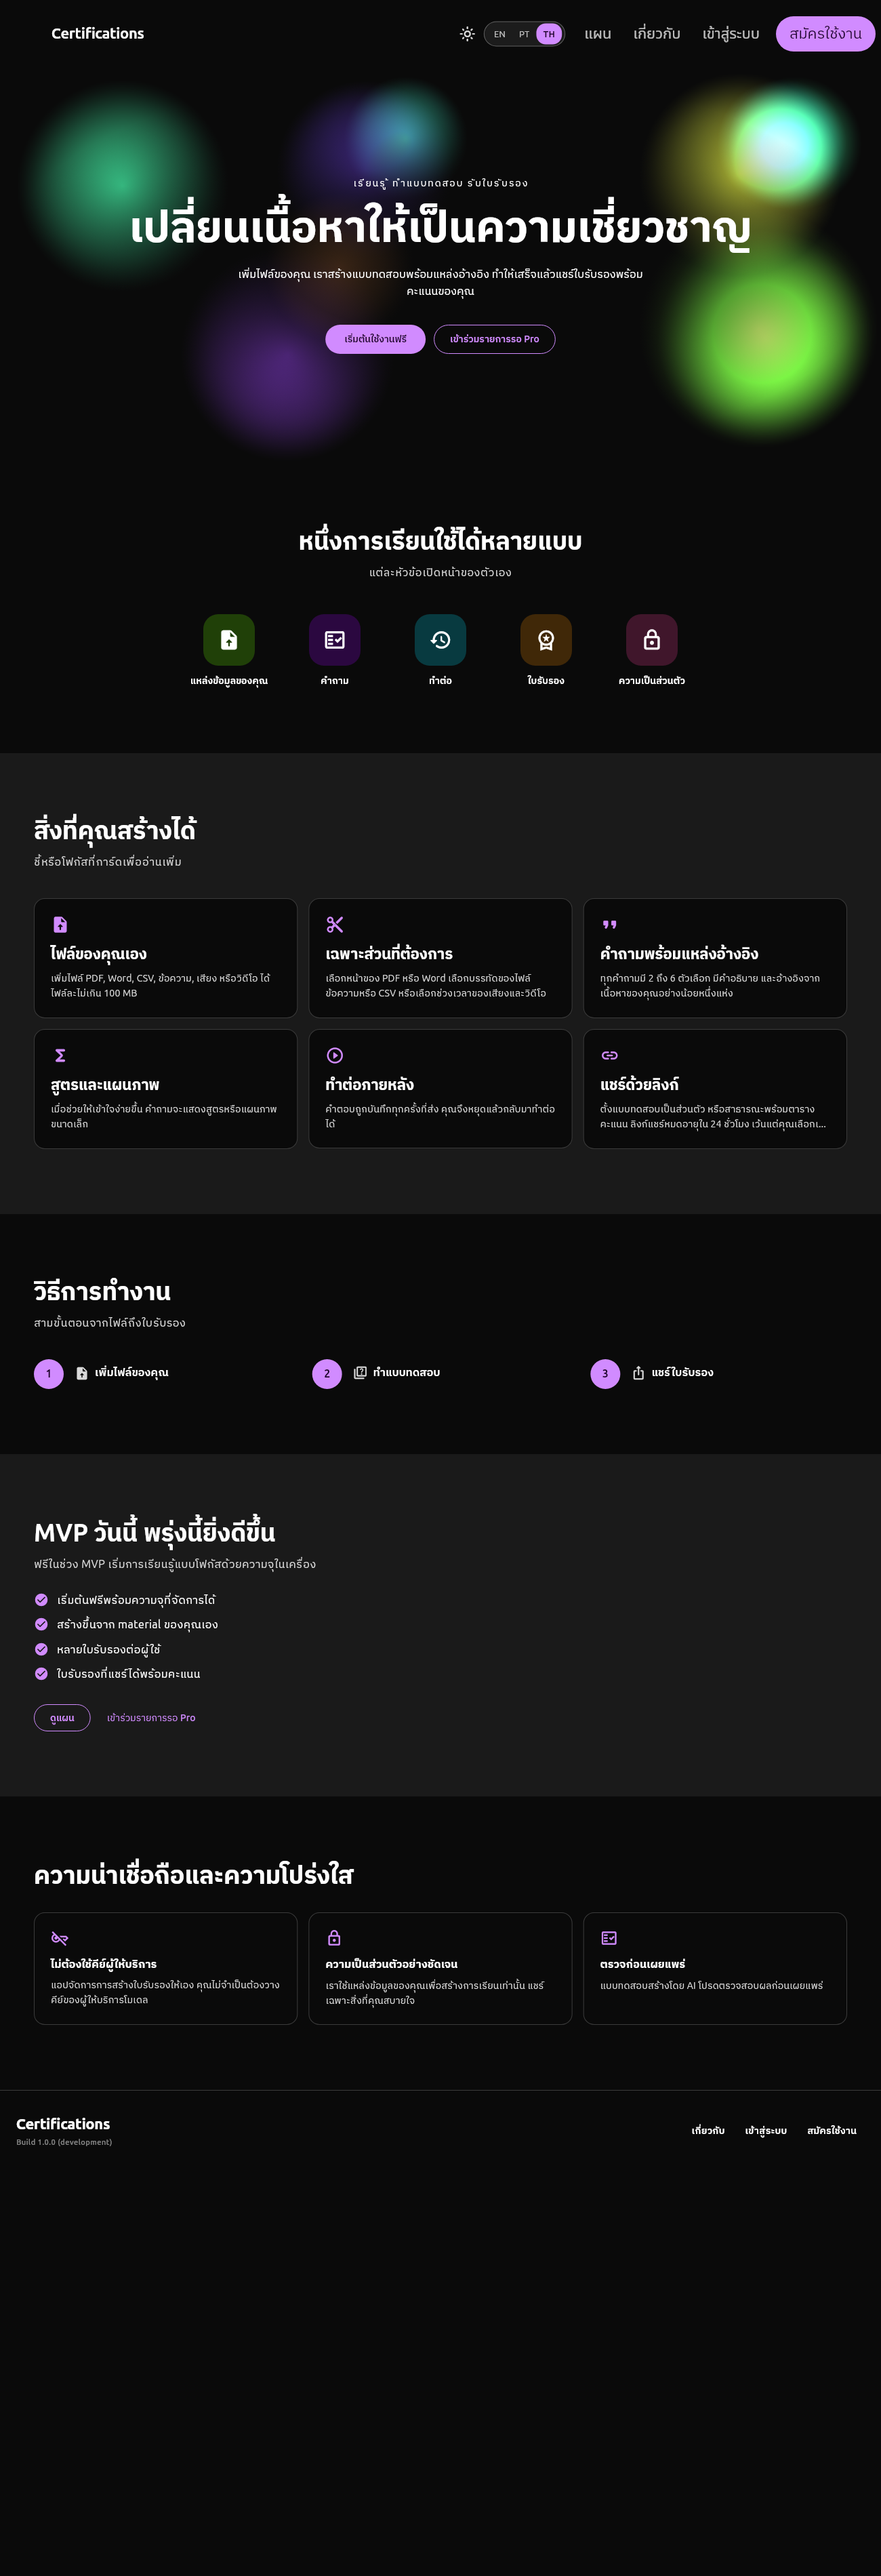 Certifications
EN PT TH แผน เกี่ยวกับ เข้าสู่ระบบ สมัครใช้งาน
เรียนรู้ ทำแบบทดสอบ รับใบรับรอง
เปลี่ยนเนื้อหาให้เป็นความเชี่ยวชาญ
เพิ่มไฟล์ของคุณ เราสร้างแบบทดสอบพร้อมแหล่งอ้างอิง ทำให้เสร็จแล้วแชร์ใบรับรองพร้อม
คะแนนของคุณ
เริ่มต้นใช้งานฟรี
เข้าร่วมรายการรอ Pro
หนึ่งการเรียนใช้ได้หลายแบบ
แต่ละหัวข้อเปิดหน้าของตัวเอง
แหล่งข้อมูลของคุณ
คำถาม
ทำต่อ
ใบรับรอง
ความเป็นส่วนตัว
สิ่งที่คุณสร้างได้
ชี้หรือโฟกัสที่การ์ดเพื่ออ่านเพิ่ม
ไฟล์ของคุณเอง
เพิ่มไฟล์ PDF, Word, CSV, ข้อความ, เสียง หรือวิดีโอ ได้
ไฟล์ละไม่เกิน 100 MB
เฉพาะส่วนที่ต้องการ
เลือกหน้าของ PDF หรือ Word เลือกบรรทัดของไฟล์
ข้อความหรือ CSV หรือเลือกช่วงเวลาของเสียงและวิดีโอ
คำถามพร้อมแหล่งอ้างอิง
ทุกคำถามมี 2 ถึง 6 ตัวเลือก มีคำอธิบาย และอ้างอิงจาก
เนื้อหาของคุณอย่างน้อยหนึ่งแห่ง
สูตรและแผนภาพ
เมื่อช่วยให้เข้าใจง่ายขึ้น คำถามจะแสดงสูตรหรือแผนภาพ
ขนาดเล็ก
ทำต่อภายหลัง
คำตอบถูกบันทึกทุกครั้งที่ส่ง คุณจึงหยุดแล้วกลับมาทำต่อ
ได้
แชร์ด้วยลิงก์
ตั้งแบบทดสอบเป็นส่วนตัว หรือสาธารณะพร้อมตาราง
คะแนน ลิงก์แชร์หมดอายุใน 24 ชั่วโมง เว้นแต่คุณเลือกเ...
วิธีการทำงาน
สามขั้นตอนจากไฟล์ถึงใบรับรอง
1 เพิ่มไฟล์ของคุณ
2 ทำแบบทดสอบ
3 แชร์ใบรับรอง
MVP วันนี้ พรุ่งนี้ยิ่งดีขึ้น
ฟรีในช่วง MVP เริ่มการเรียนรู้แบบโฟกัสด้วยความจุในเครื่อง
เริ่มต้นฟรีพร้อมความจุที่จัดการได้
สร้างขึ้นจาก material ของคุณเอง
หลายใบรับรองต่อผู้ใช้
ใบรับรองที่แชร์ได้พร้อมคะแนน
ดูแผน
เข้าร่วมรายการรอ Pro
ความน่าเชื่อถือและความโปร่งใส
ไม่ต้องใช้คีย์ผู้ให้บริการ
แอปจัดการการสร้างใบรับรองให้เอง คุณไม่จำเป็นต้องวาง
คีย์ของผู้ให้บริการโมเดล
ความเป็นส่วนตัวอย่างชัดเจน
เราใช้แหล่งข้อมูลของคุณเพื่อสร้างการเรียนเท่านั้น แชร์
เฉพาะสิ่งที่คุณสบายใจ
ตรวจก่อนเผยแพร่
แบบทดสอบสร้างโดย AI โปรดตรวจสอบผลก่อนเผยแพร่
Certifications
Build 1.0.0 (development)
เกี่ยวกับ เข้าสู่ระบบ สมัครใช้งาน